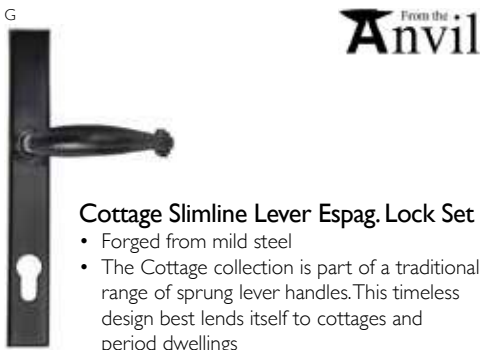 G
From the
Anvil
Cottage Slimline Lever Espag. Lock Set
• Forged from mild steel
• The Cottage collection is part of a traditional
range of sprung lever handles. This timeless
design best lends itself to cottages and
period dwellings